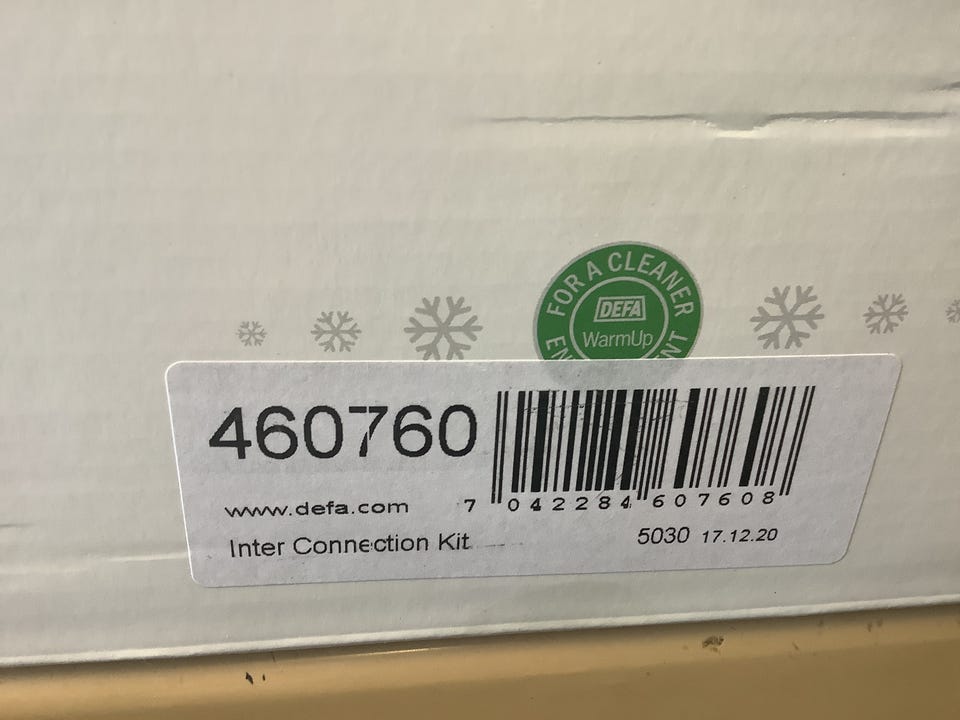 FOR A CLEANER
DEFA
WarmUp
460760
www.defa.com
7 042284 607608
Inter Connection Kit
5030 17.12.20